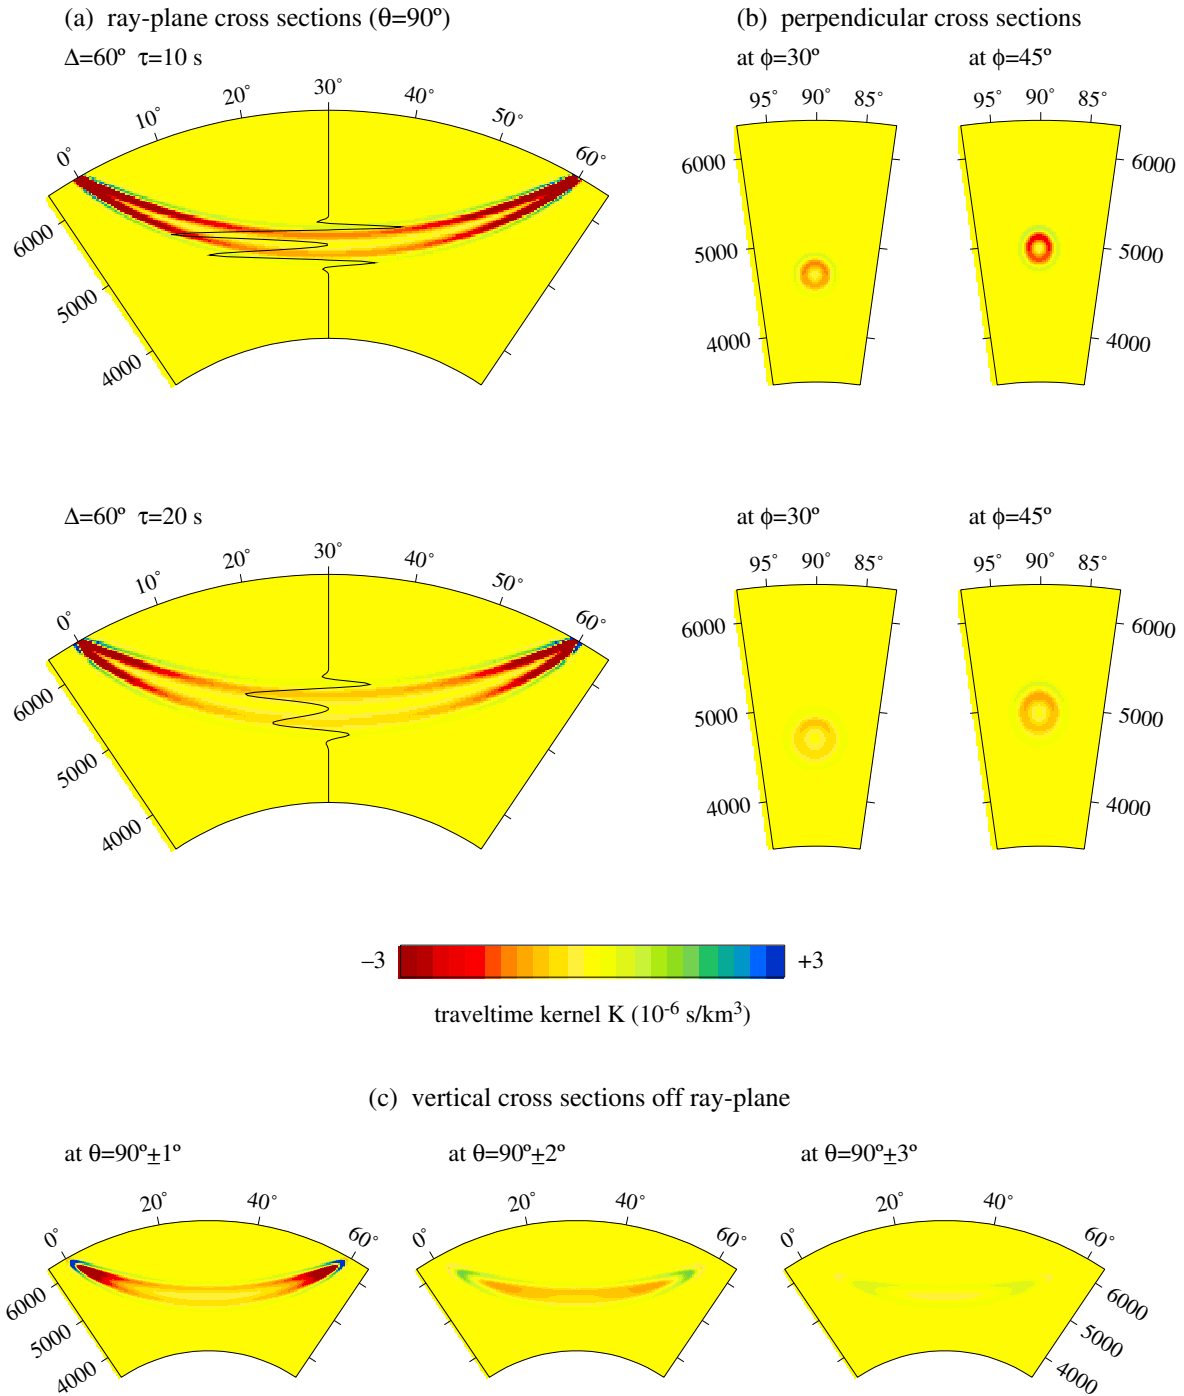 (a) ray-plane cross sections (θ=90º)
(b) perpendicular cross sections
Δ=60º τ=10 s
at ϕ=30º
at ϕ=45º
0˚ 10˚ 20˚ 30˚ 40˚ 50˚ 60˚
95˚ 90˚ 85˚
95˚ 90˚ 85˚
6000
5000
4000
6000
5000
4000
6000
5000
4000
Δ=60º τ=20 s
at ϕ=30º
at ϕ=45º
0˚ 10˚ 20˚ 30˚ 40˚ 50˚ 60˚
95˚ 90˚ 85˚
95˚ 90˚ 85˚
6000
5000
4000
6000
5000
4000
6000
5000
4000
–3 +3
traveltime kernel K (10⁻⁶ s/km³)
(c) vertical cross sections off ray-plane
at θ=90º±1º
at θ=90º±2º
at θ=90º±3º
0˚ 20˚ 40˚ 60˚
0˚ 20˚ 40˚ 60˚
0˚ 20˚ 40˚ 60˚
6000
5000
4000
6000
5000
4000